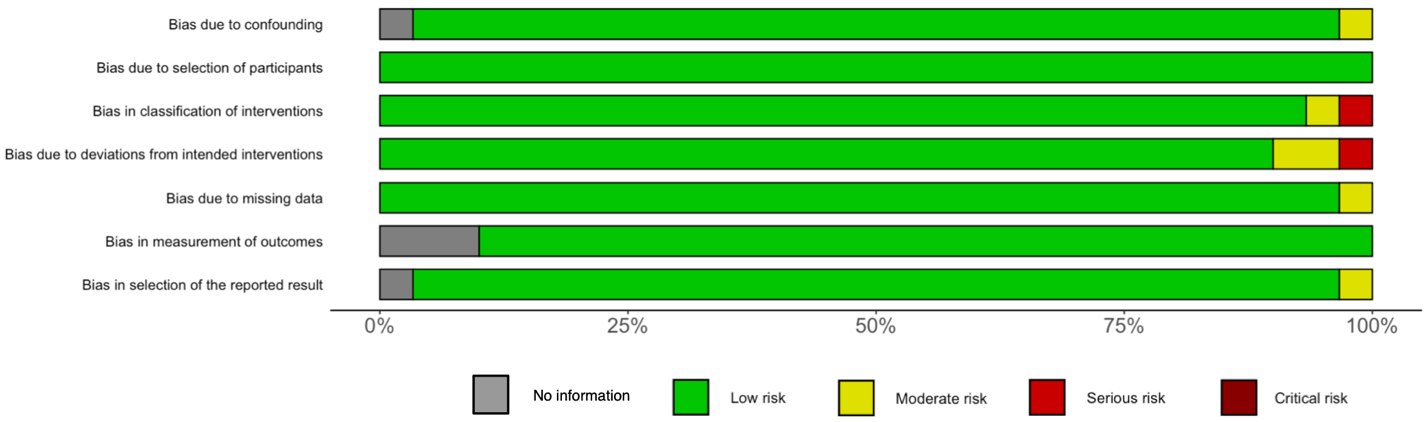 Bias due to confounding
Bias due to selection of participants
Bias in classification of interventions
Bias due to deviations from intended interventions
Bias due to missing data
Bias in measurement of outcomes
Bias in selection of the reported result
0% 25% 50% 75% 100%
No information Low risk Moderate risk Serious risk Critical risk